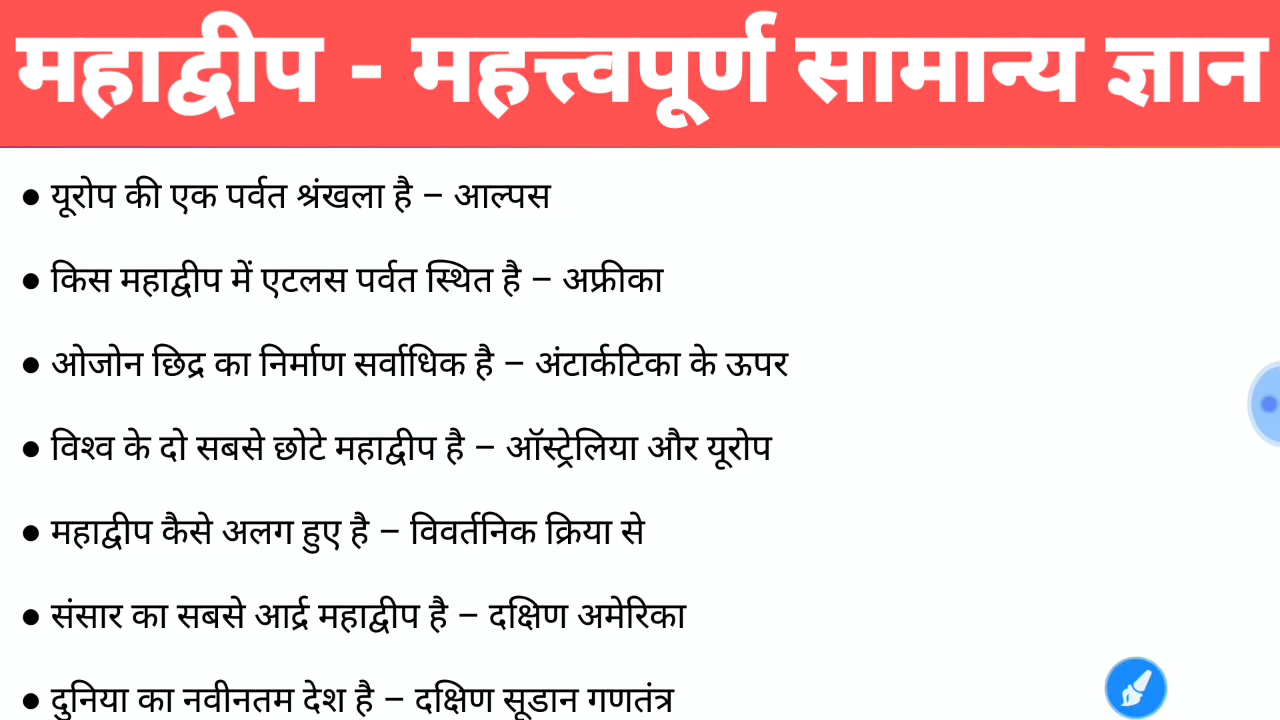 महाद्वीप - महत्त्वपूर्ण सामान्य ज्ञान
● यूरोप की एक पर्वत श्रंखला है – आल्पस
● किस महाद्वीप में एटलस पर्वत स्थित है – अफ्रीका
● ओजोन छिद्र का निर्माण सर्वाधिक है – अंटार्कटिका के ऊपर
● विश्व के दो सबसे छोटे महाद्वीप है – ऑस्ट्रेलिया और यूरोप
● महाद्वीप कैसे अलग हुए है – विवर्तनिक क्रिया से
● संसार का सबसे आर्द्र महाद्वीप है – दक्षिण अमेरिका
● दुनिया का नवीनतम देश है – दक्षिण सूडान गणतंत्र